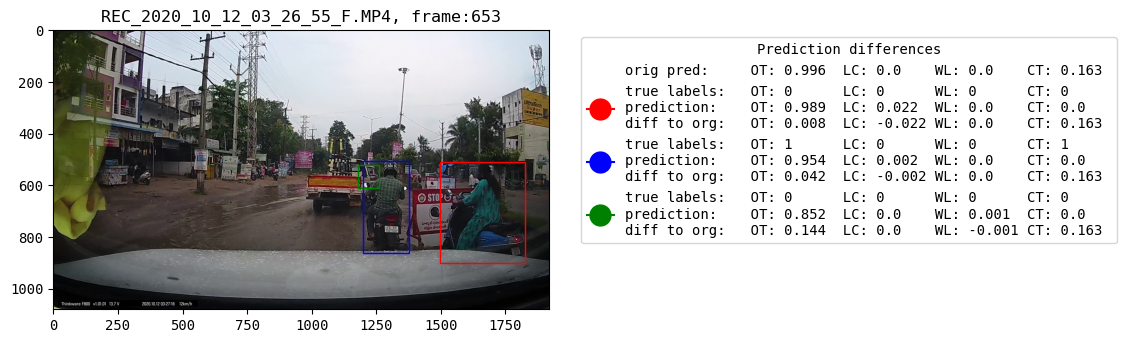 REC_2020_10_12_03_26_55_F.MP4, frame:653
0
200
400
600
800
1000
0 250 500 750 1000 1250 1500 1750
STOP
Prediction differences
orig pred: OT: 0.996 LC: 0.0 WL: 0.0 CT: 0.163
true labels: OT: 0 LC: 0 WL: 0 CT: 0
prediction: OT: 0.989 LC: 0.022 WL: 0.0 CT: 0.0
diff to org: OT: 0.008 LC: -0.022 WL: 0.0 CT: 0.163
true labels: OT: 1 LC: 0 WL: 0 CT: 1
prediction: OT: 0.954 LC: 0.002 WL: 0.0 CT: 0.0
diff to org: OT: 0.042 LC: -0.002 WL: 0.0 CT: 0.163
true labels: OT: 0 LC: 0 WL: 0 CT: 0
prediction: OT: 0.852 LC: 0.0 WL: 0.001 CT: 0.0
diff to org: OT: 0.144 LC: 0.0 WL: -0.001 CT: 0.163